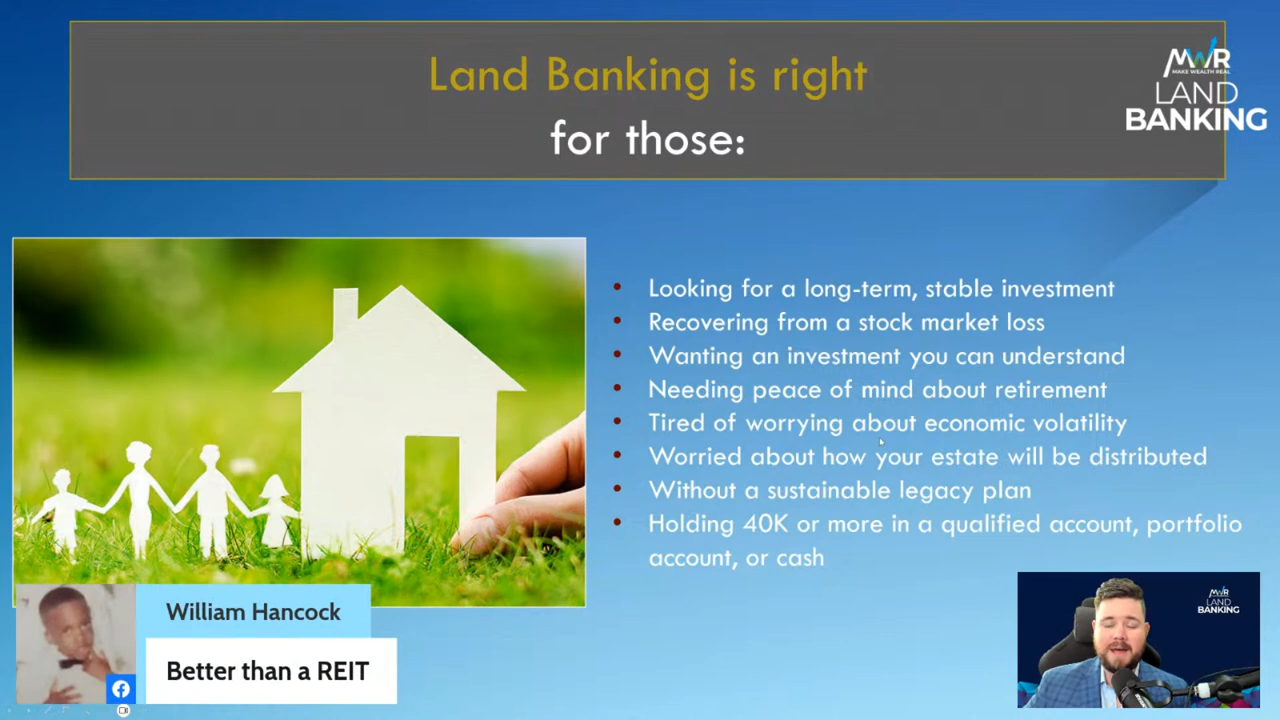 Land Banking is right
for those:
MWR
MAKE WEALTH REAL
LAND
BANKING
• Looking for a long-term, stable investment
• Recovering from a stock market loss
• Wanting an investment you can understand
• Needing peace of mind about retirement
• Tired of worrying about economic volatility
• Worried about how your estate will be distributed
• Without a sustainable legacy plan
• Holding 40K or more in a qualified account, portfolio
account, or cash
William Hancock
Better than a REIT
MWR
LAND
BANKING